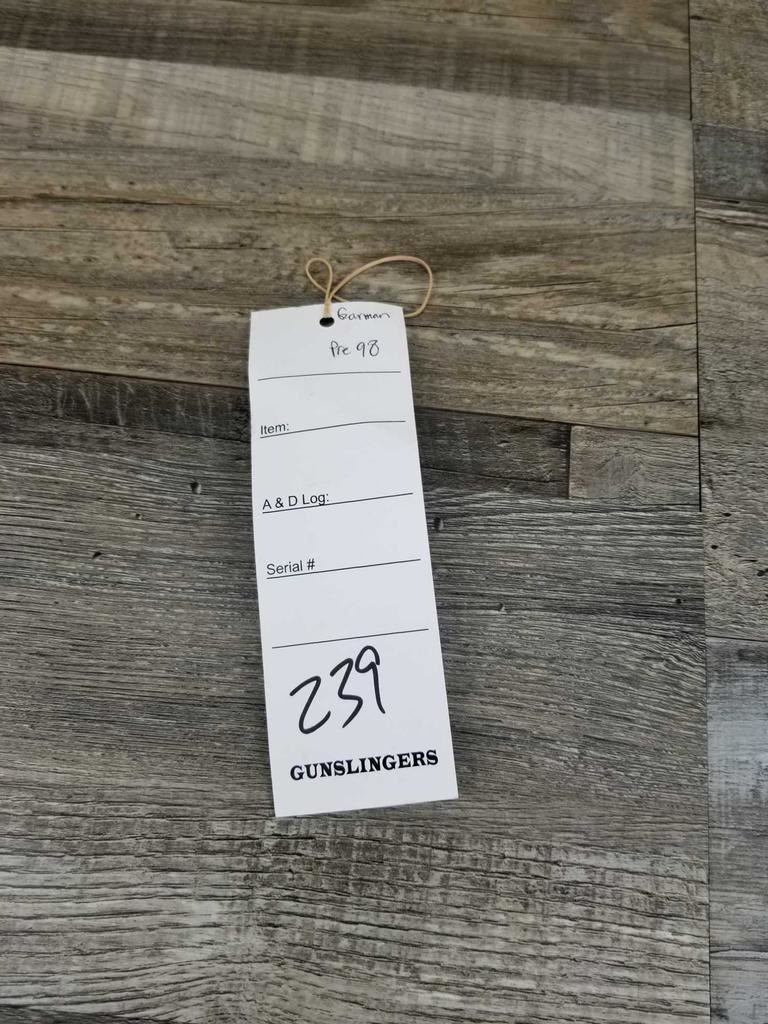 German
Pre 98
Item:
A & D Log:
Serial #
239
GUNSLINGERS